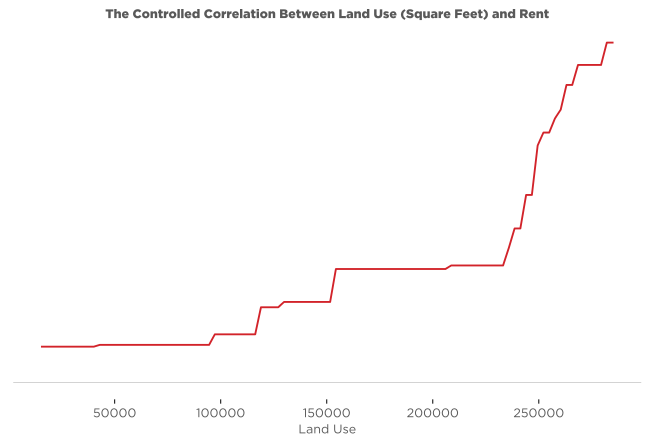 The Controlled Correlation Between Land Use (Square Feet) and Rent
50000 100000 150000 200000 250000
Land Use